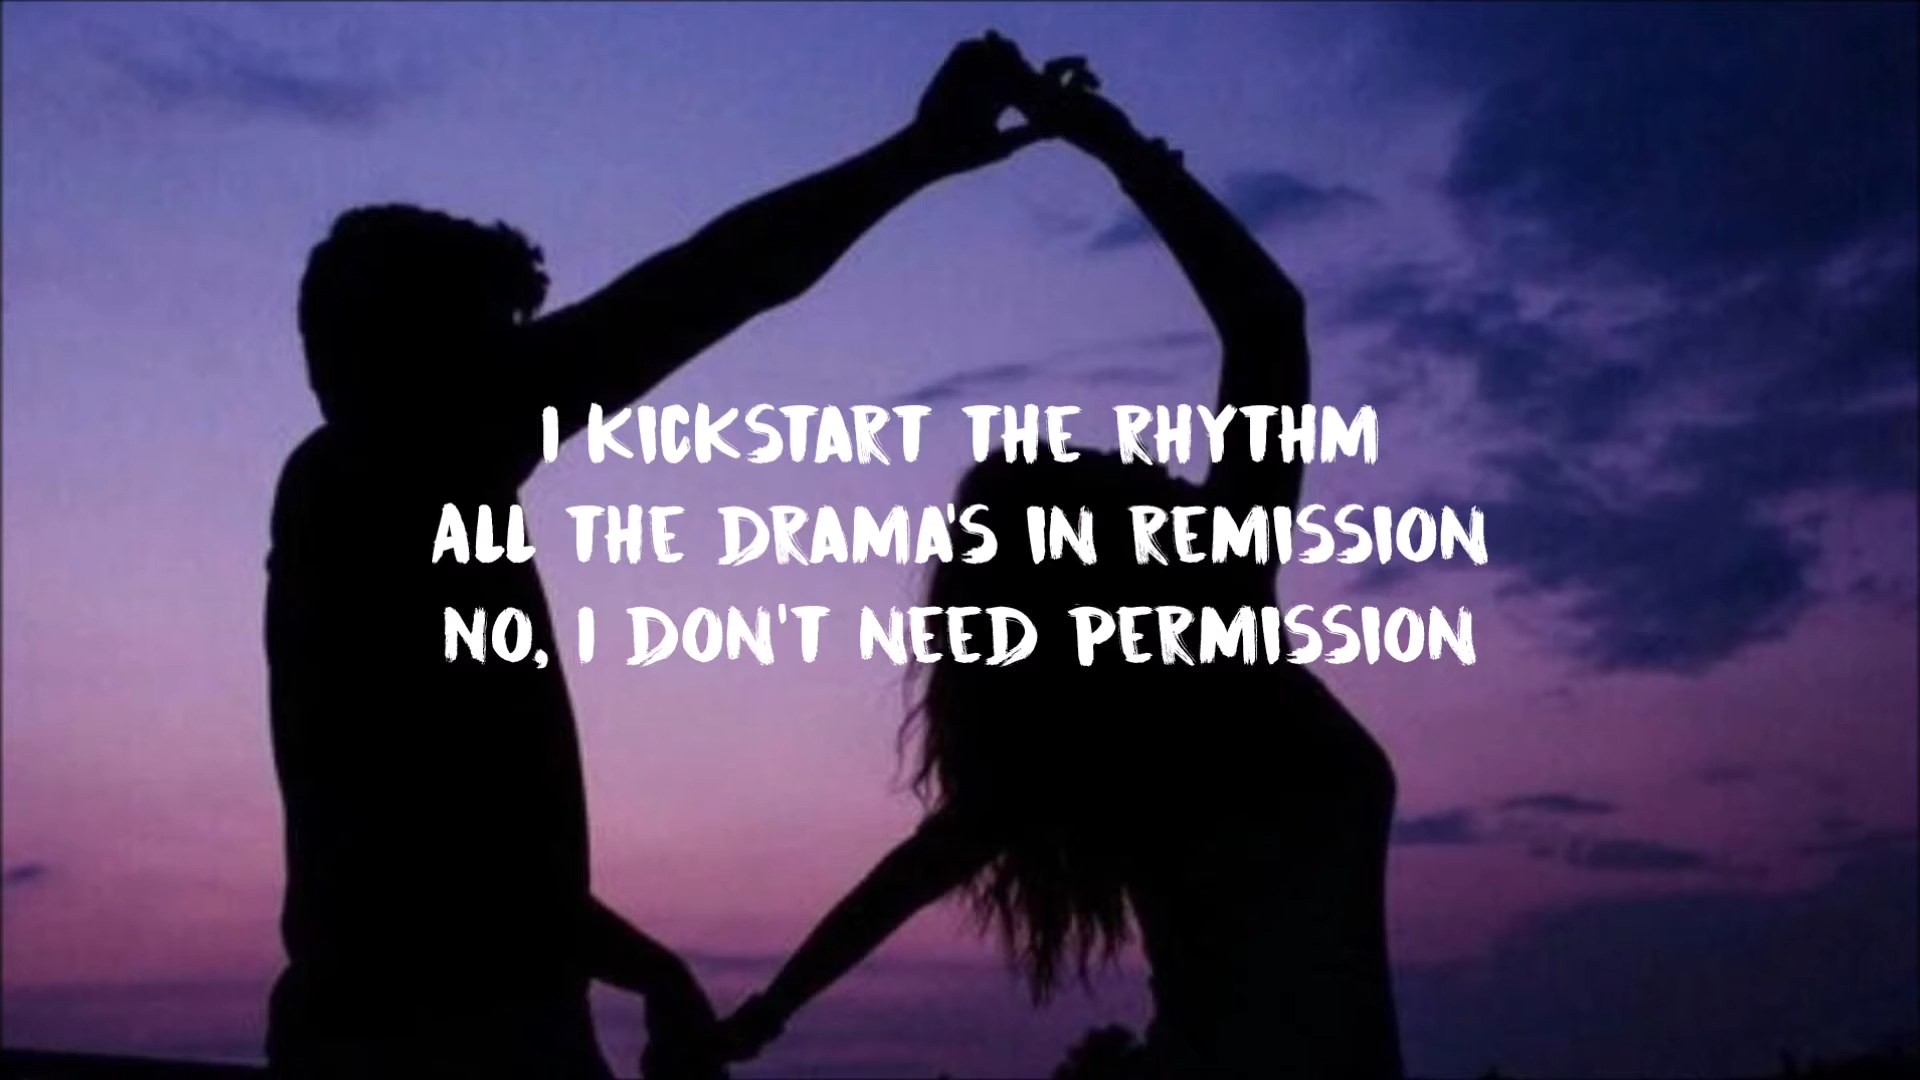 I KICKSTART THE RHYTHM
ALL THE DRAMA'S IN REMISSION
NO, I DON'T NEED PERMISSION